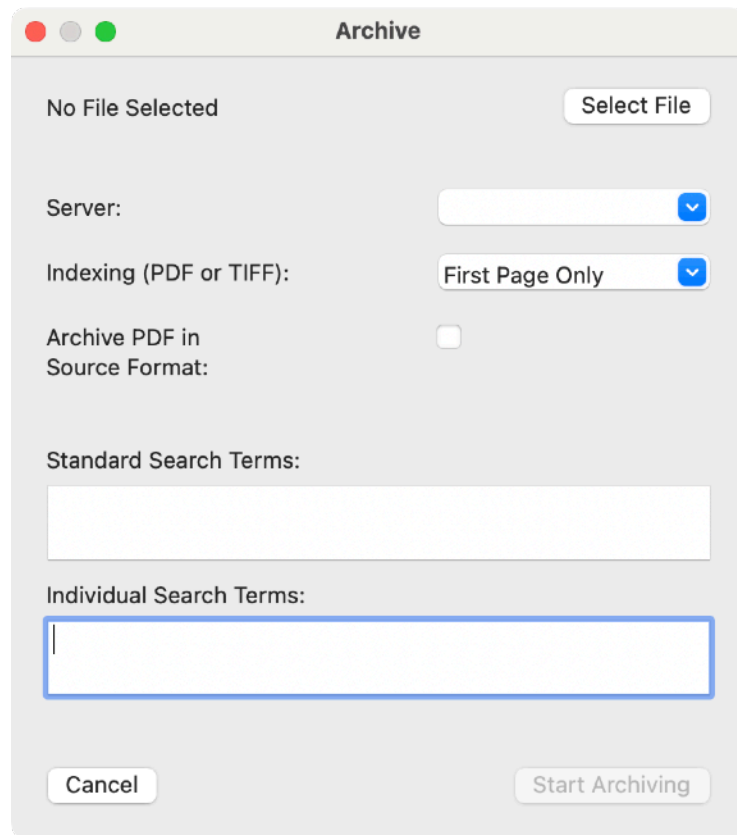 Archive
No File Selected
Select File
Server:
Indexing (PDF or TIFF):
First Page Only
Archive PDF in
Source Format:
Standard Search Terms:
Individual Search Terms:
Cancel
Start Archiving